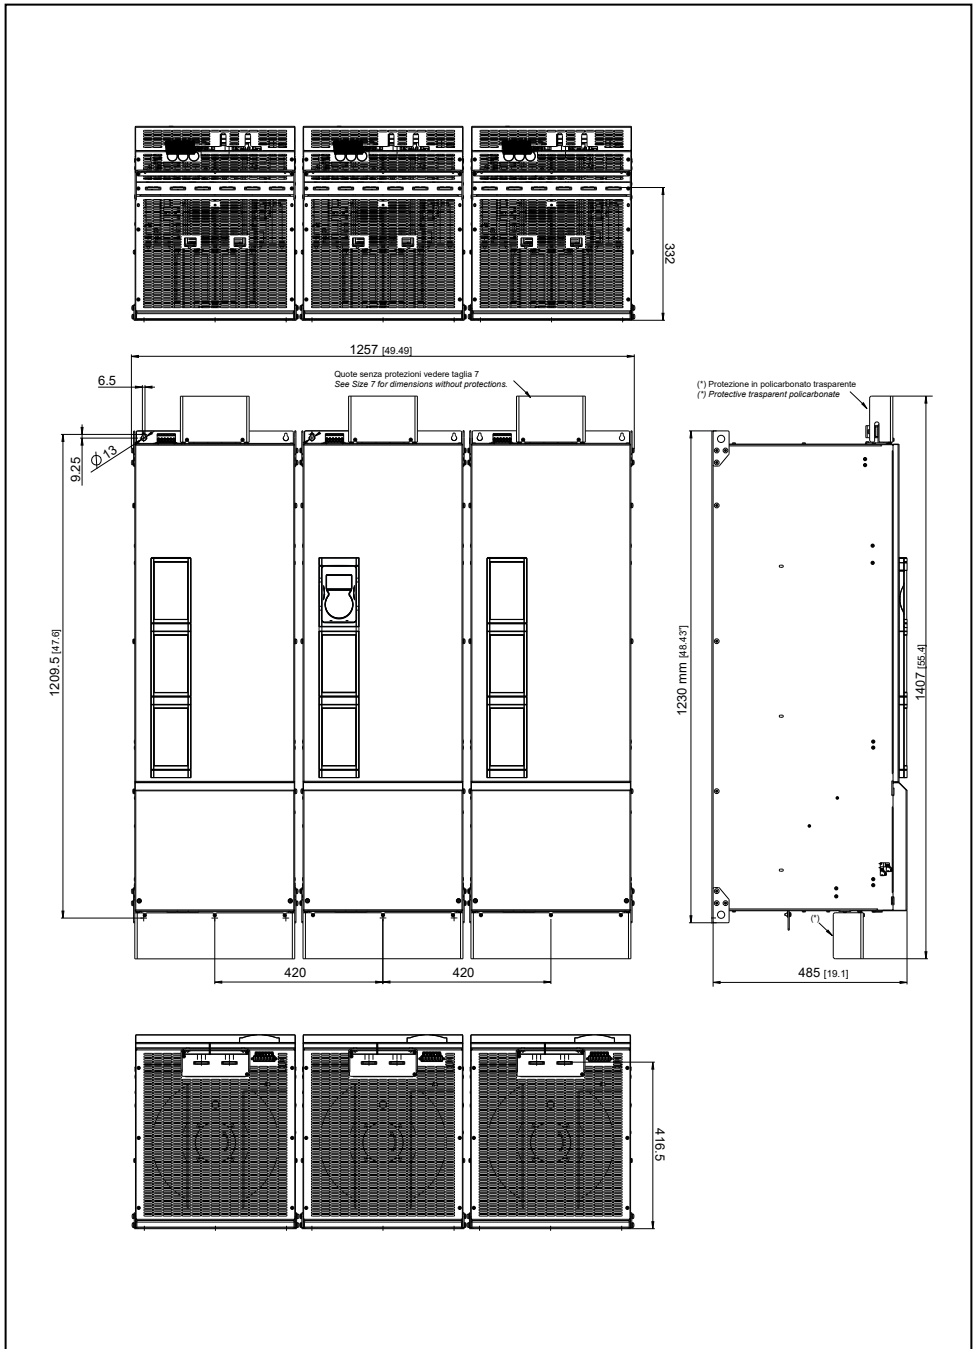 332
1257 [49.49]
6.5
Quote senza protezioni vedere taglia 7
See Size 7 for dimensions without protections.
(*) Protezione in policarbonato trasparente
(*) Protective trasparent policarbonate
9.25
Ø 13
1209.5 [47.6]
1230 mm [48.43"]
1407 [55.4]
(*)
420
420
485 [19.1]
416.5